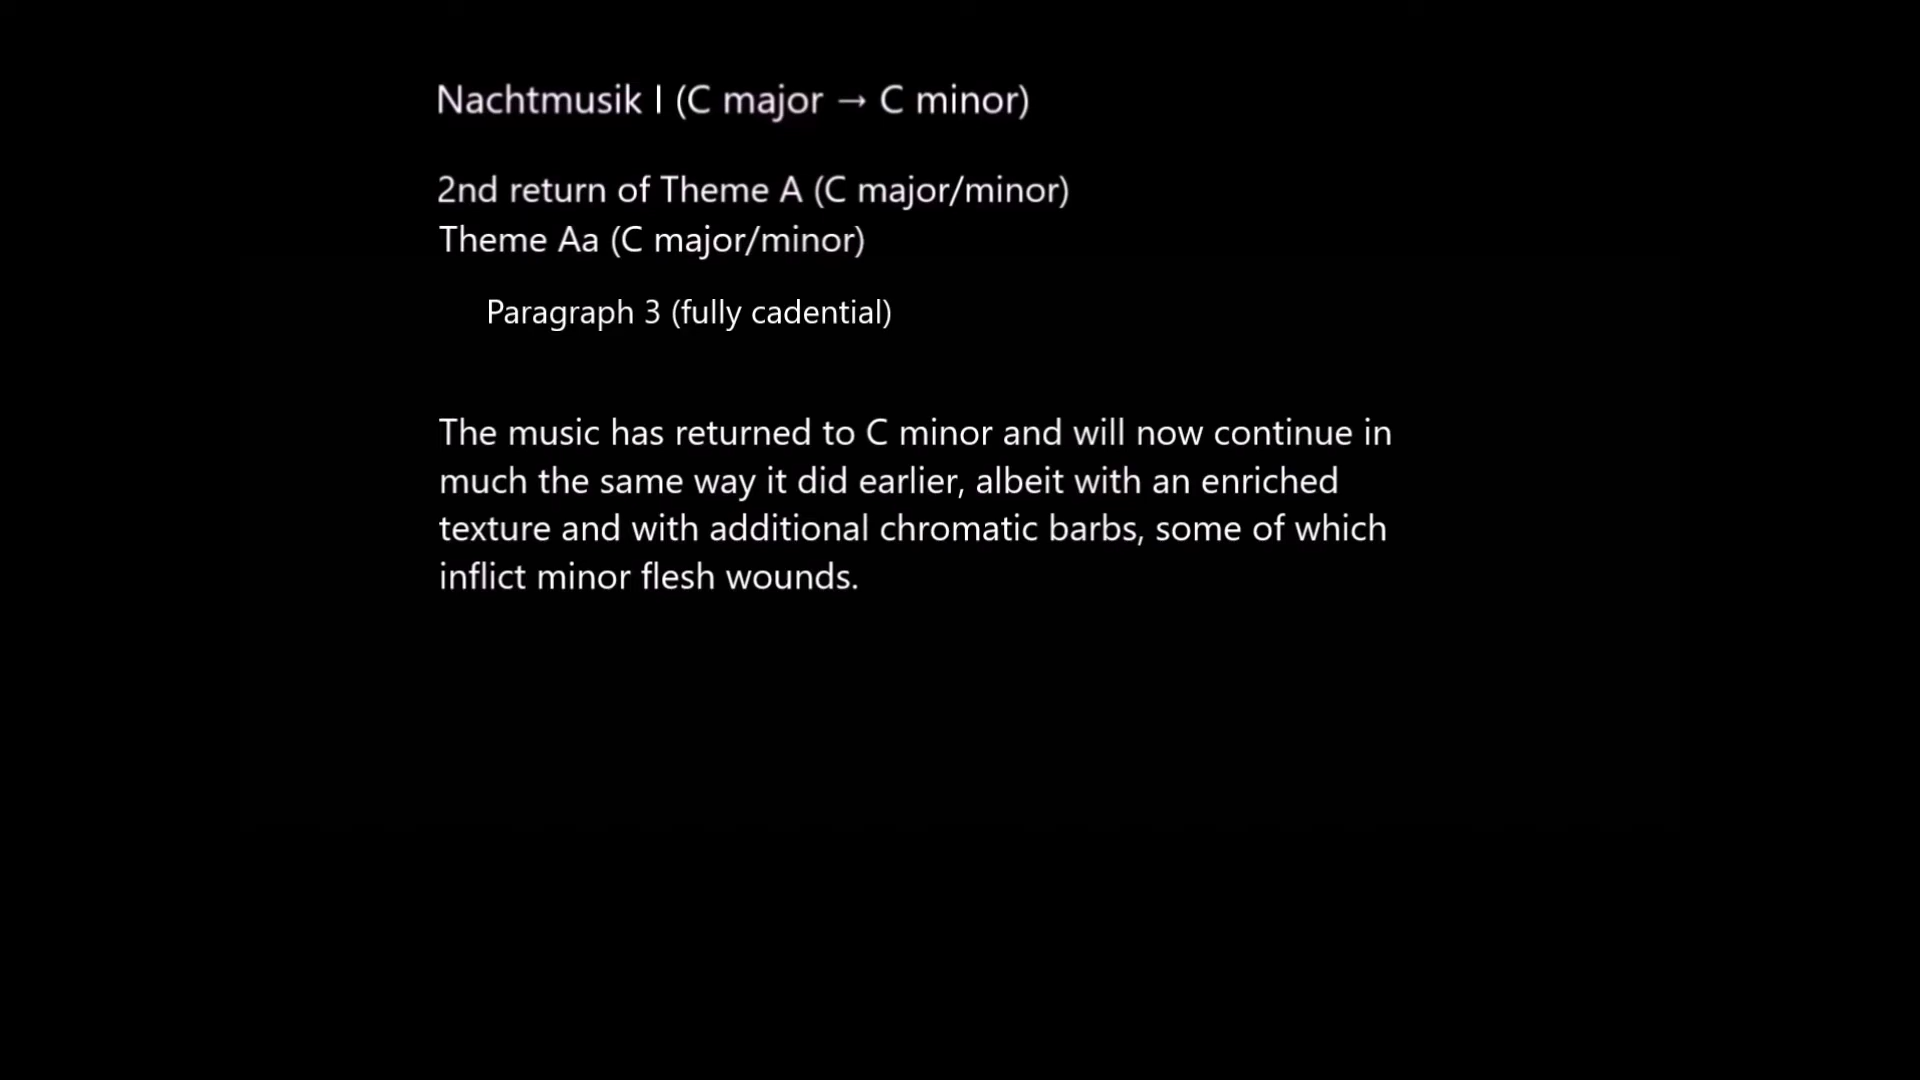 Nachtmusik I (C major → C minor)
2nd return of Theme A (C major/minor)
Theme Aa (C major/minor)
Paragraph 3 (fully cadential)
The music has returned to C minor and will now continue in
much the same way it did earlier, albeit with an enriched
texture and with additional chromatic barbs, some of which
inflict minor flesh wounds.